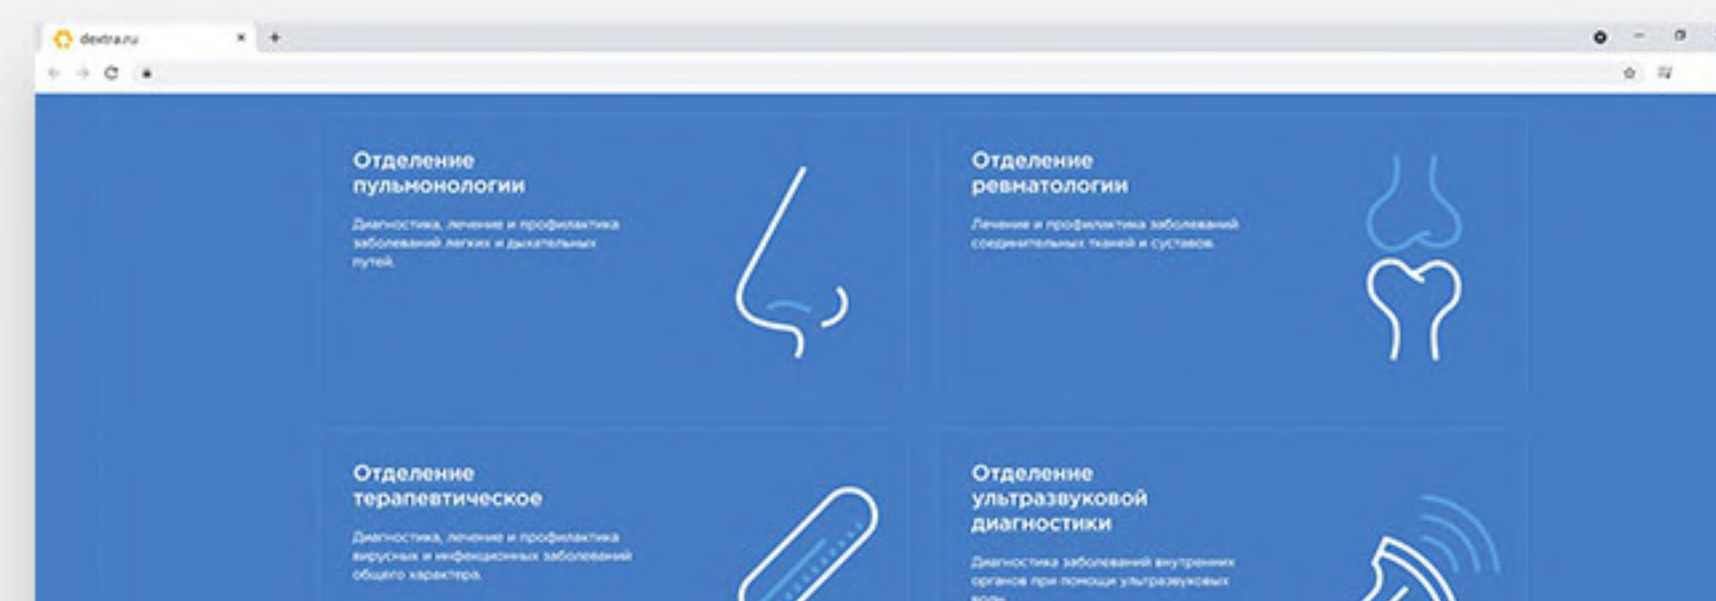 dextra.ru
Отделение
пульмонологии
Диагностика, лечение и профилактика
заболеваний легких и дыхательных
путей.
Отделение
ревматологии
Лечение и профилактика заболеваний
соединительных тканей и суставов.
Отделение
терапевтическое
Диагностика, лечение и профилактика
вирусных и инфекционных заболеваний
общего характера.
Отделение
ультразвуковой
диагностики
Диагностика заболеваний внутренних
органов при помощи ультразвуковых